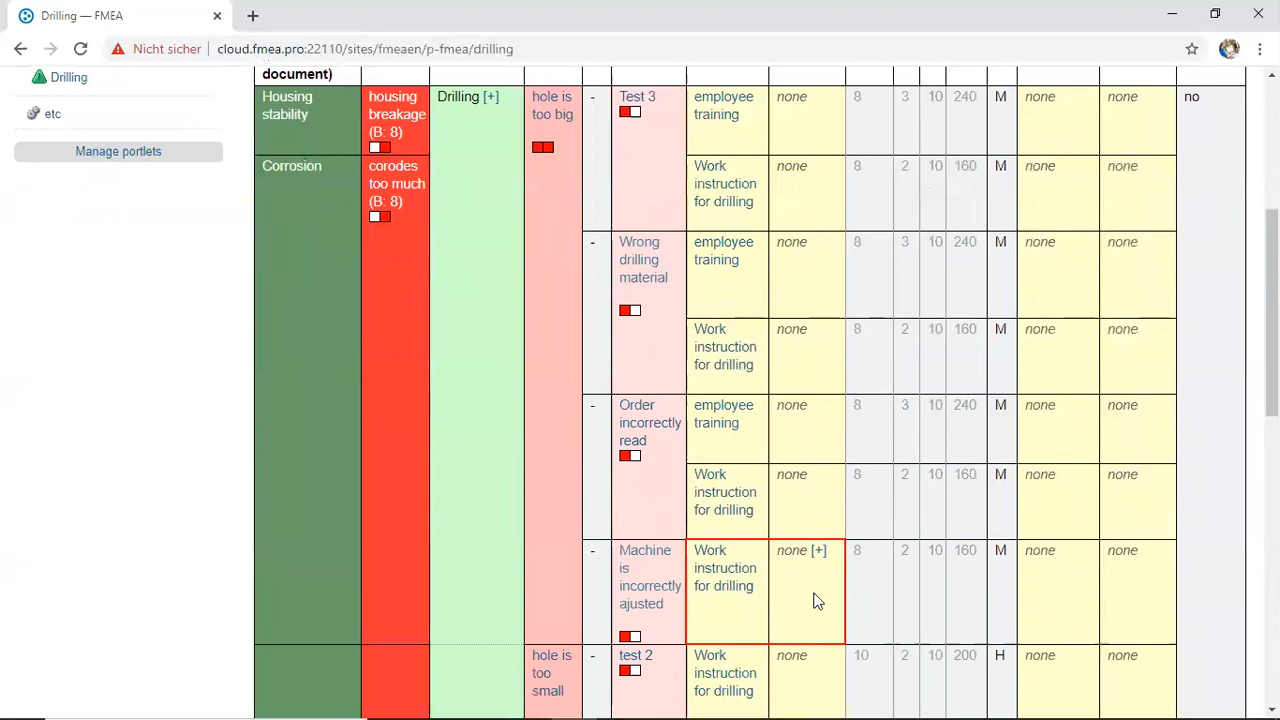 Drilling — FMEA
Nicht sicher
cloud.fmea.pro:22110/sites/fmeaen/p-fmea/drilling
Drilling
etc
Manage portlets
document)
Housing
stability
housing
breakage
(B: 8)
Drilling [+]
hole is
too big
-
Test 3
employee
training
none
8
3
10
240
M
none
none
no
Corrosion
corodes
too much
(B: 8)
Work
instruction
for drilling
none
8
2
10
160
M
none
none
-
Wrong
drilling
material
employee
training
none
8
3
10
240
M
none
none
Work
instruction
for drilling
none
8
2
10
160
M
none
none
-
Order
incorrectly
read
employee
training
none
8
3
10
240
M
none
none
Work
instruction
for drilling
none
8
2
10
160
M
none
none
-
Machine
is
incorrectly
ajusted
Work
instruction
for drilling
none [+]
8
2
10
160
M
none
none
hole is
too
small
-
test 2
Work
instruction
for drilling
none
10
2
10
200
H
none
none